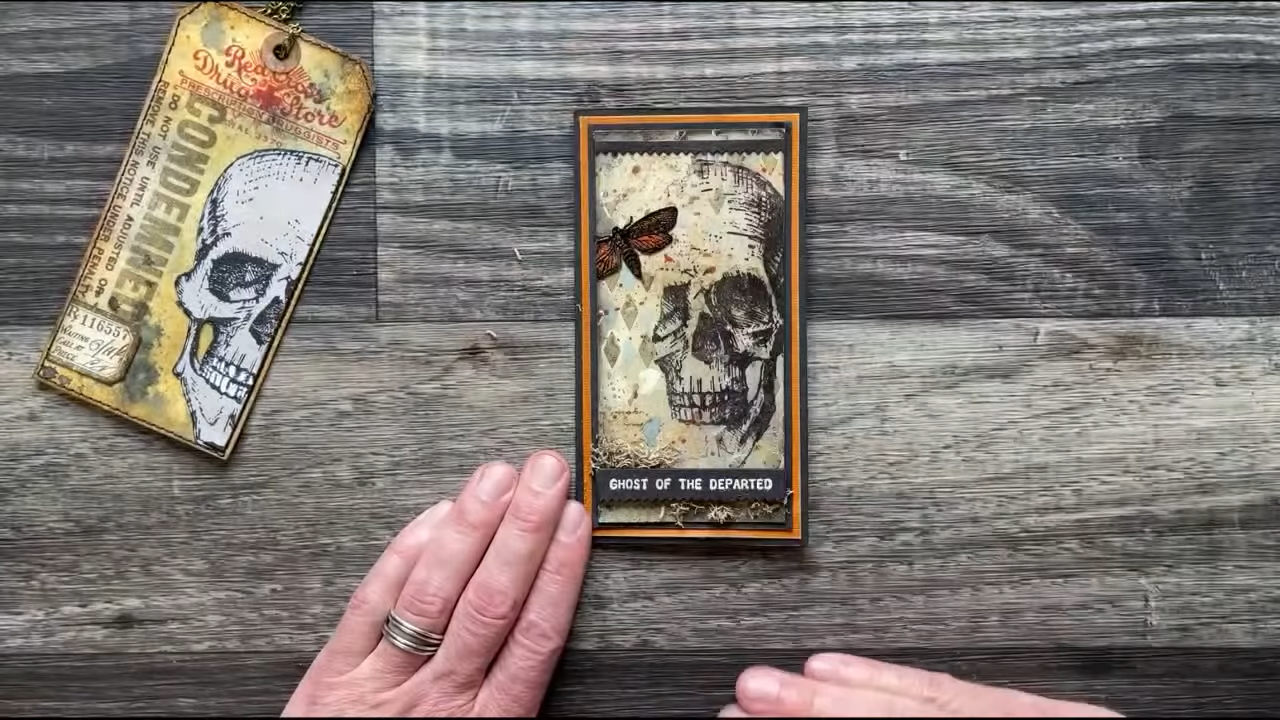 Red Cross
Drug Store
PRESCRIPTION DRUGGISTS
CONDEMNED
DO NOT USE UNTIL ADJUSTED OR
REMOVE THIS NOTICE UNDER PENALTY
R.116557
GHOST OF THE DEPARTED